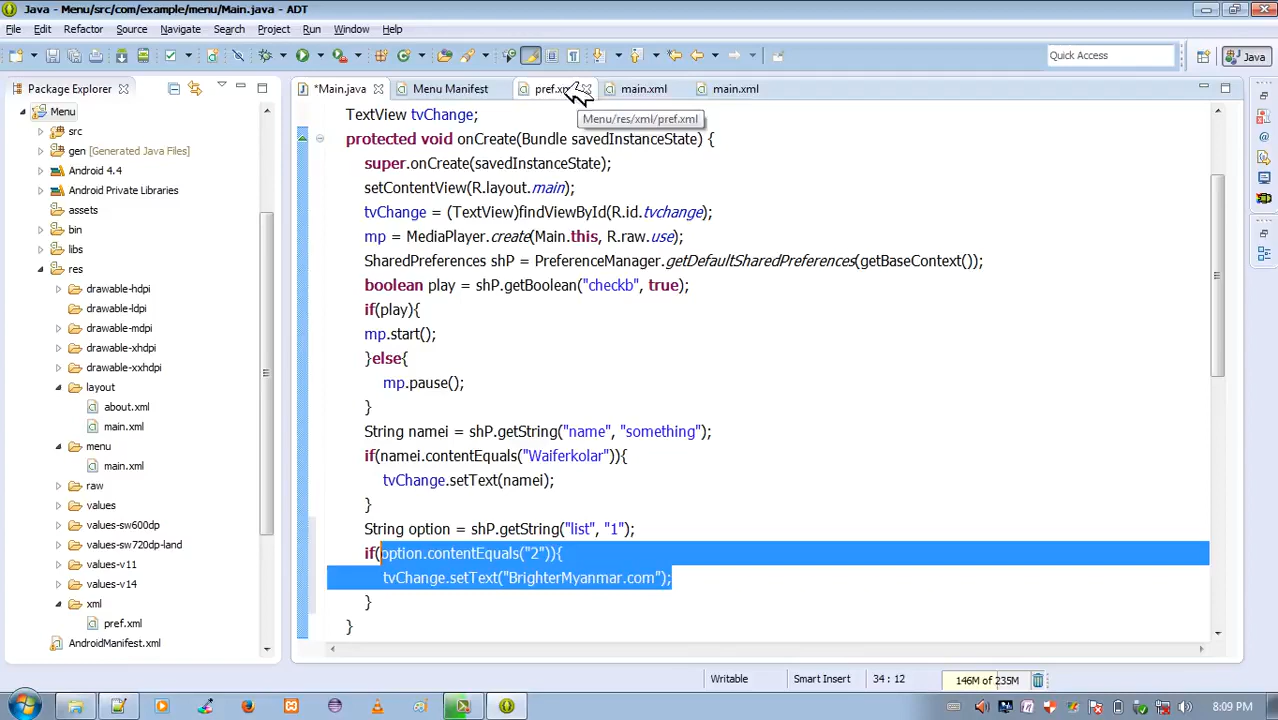 Java - Menu/src/com/example/menu/Main.java - ADT
File Edit Refactor Source Navigate Search Project Run Window Help
Quick Access
Java
Package Explorer
*Main.java
Menu Manifest
pref.xml
main.xml
main.xml
Menu/res/xml/pref.xml
Menu
src
gen [Generated Java Files]
Android 4.4
Android Private Libraries
assets
bin
libs
res
drawable-hdpi
drawable-ldpi
drawable-mdpi
drawable-xhdpi
drawable-xxhdpi
layout
about.xml
main.xml
menu
main.xml
raw
values
values-sw600dp
values-sw720dp-land
values-v11
values-v14
xml
pref.xml
AndroidManifest.xml
TextView tvChange;
protected void onCreate(Bundle savedInstanceState) {
super.onCreate(savedInstanceState);
setContentView(R.layout.main);
tvChange = (TextView)findViewById(R.id.tvchange);
mp = MediaPlayer.create(Main.this, R.raw.use);
SharedPreferences shP = PreferenceManager.getDefaultSharedPreferences(getBaseContext());
boolean play = shP.getBoolean("checkb", true);
if(play){
mp.start();
}else{
mp.pause();
}
String namei = shP.getString("name", "something");
if(namei.contentEquals("Waiferkolar")){
tvChange.setText(namei);
}
String option = shP.getString("list", "1");
if(option.contentEquals("2")){
tvChange.setText("BrighterMyanmar.com");
}
}
Writable
Smart Insert
34 : 12
146M of 235M
8:09 PM